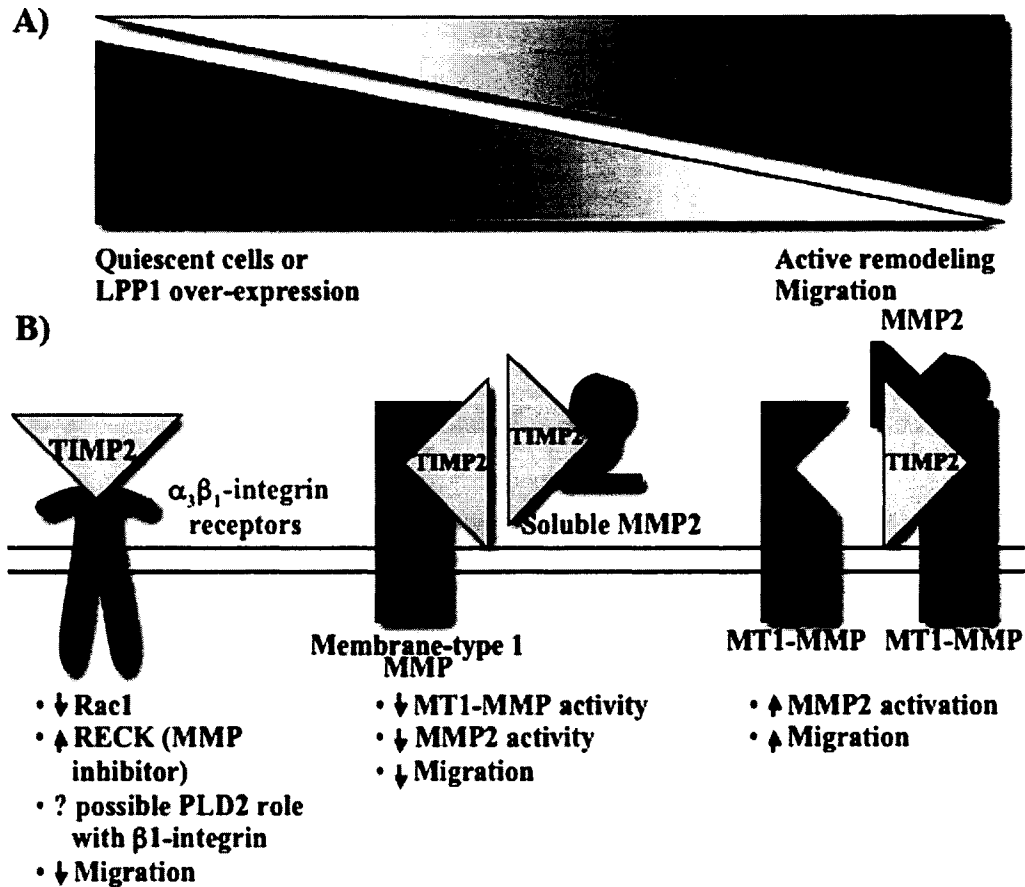 A)
Quiescent cells or
LPP1 over-expression
Active remodeling
Migration
B)
TIMP2
α₃β₁-integrin
receptors
TIMP2
TIMP2
Soluble MMP2
Membrane-type 1
MMP
MMP2
TIMP2
MT1-MMP
MT1-MMP
• ↓ Rac1
• ↑ RECK (MMP
inhibitor)
• ? possible PLD2 role
with β1-integrin
• ↓ Migration
• ↓ MT1-MMP activity
• ↓ MMP2 activity
• ↓ Migration
• ↑ MMP2 activation
• ↑ Migration